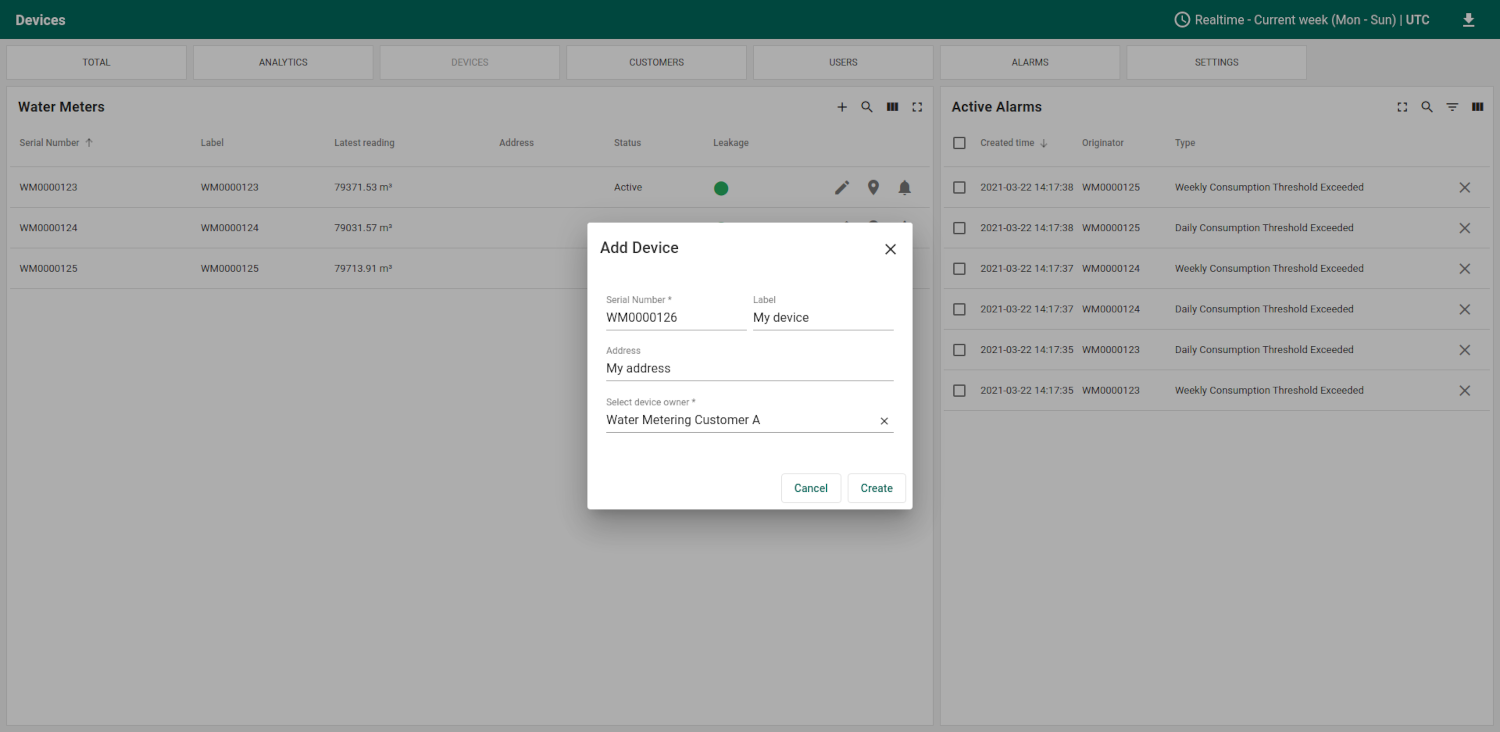 Devices
Realtime - Current week (Mon - Sun) | UTC
TOTAL ANALYTICS DEVICES CUSTOMERS USERS ALARMS SETTINGS
Water Meters
Serial Number Label Latest reading Address Status Leakage
WM0000123 WM0000123 79371.53 m³ Active
WM0000124 WM0000124 79031.57 m³
WM0000125 WM0000125 79713.91 m³
Add Device
Serial Number * Label
WM0000126 My device
Address
My address
Select device owner *
Water Metering Customer A
Cancel Create
Active Alarms
Created time Originator Type
2021-03-22 14:17:38 WM0000125 Weekly Consumption Threshold Exceeded
2021-03-22 14:17:38 WM0000125 Daily Consumption Threshold Exceeded
2021-03-22 14:17:37 WM0000124 Weekly Consumption Threshold Exceeded
2021-03-22 14:17:37 WM0000124 Daily Consumption Threshold Exceeded
2021-03-22 14:17:35 WM0000123 Daily Consumption Threshold Exceeded
2021-03-22 14:17:35 WM0000123 Weekly Consumption Threshold Exceeded